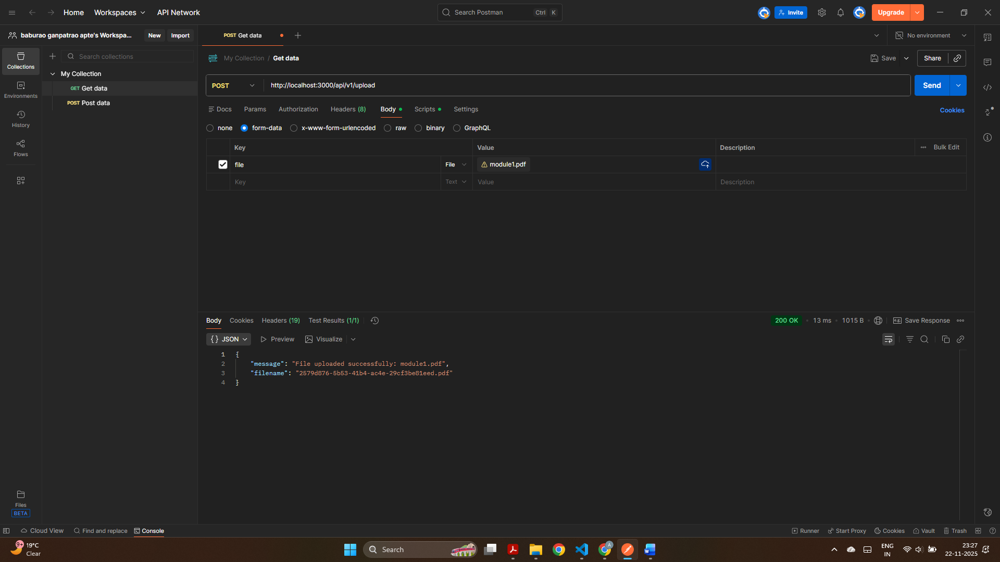 Home Workspaces API Network Search Postman Ctrl K Invite Upgrade
baburao ganpatrao apte's Workspa... New Import POST Get data No environment
Collections
Search collections
My Collection / Get data Save Share
My Collection
GET Get data
POST Post data
Environments
History
Flows
POST http://localhost:3000/api/v1/upload Send
Docs Params Authorization Headers (8) Body Scripts Settings Cookies
none form-data x-www-form-urlencoded raw binary GraphQL
Key Value Description Bulk Edit
file File module1.pdf
Key Text Value Description
Body Cookies Headers (19) Test Results (1/1) 200 OK 13 ms 1015 B e.g. Save Response
{} JSON Preview Visualize
1 {
2 "message": "File uploaded successfully: module1.pdf",
3 "filename": "2579d876-5b53-41b4-ac4e-29cf3be81eed.pdf"
4 }
Files
BETA
Cloud View Find and replace Console Runner Start Proxy Cookies Vault Trash
9+ 19°C
Clear
Search
A
ENG
IN
23:27
22-11-2025